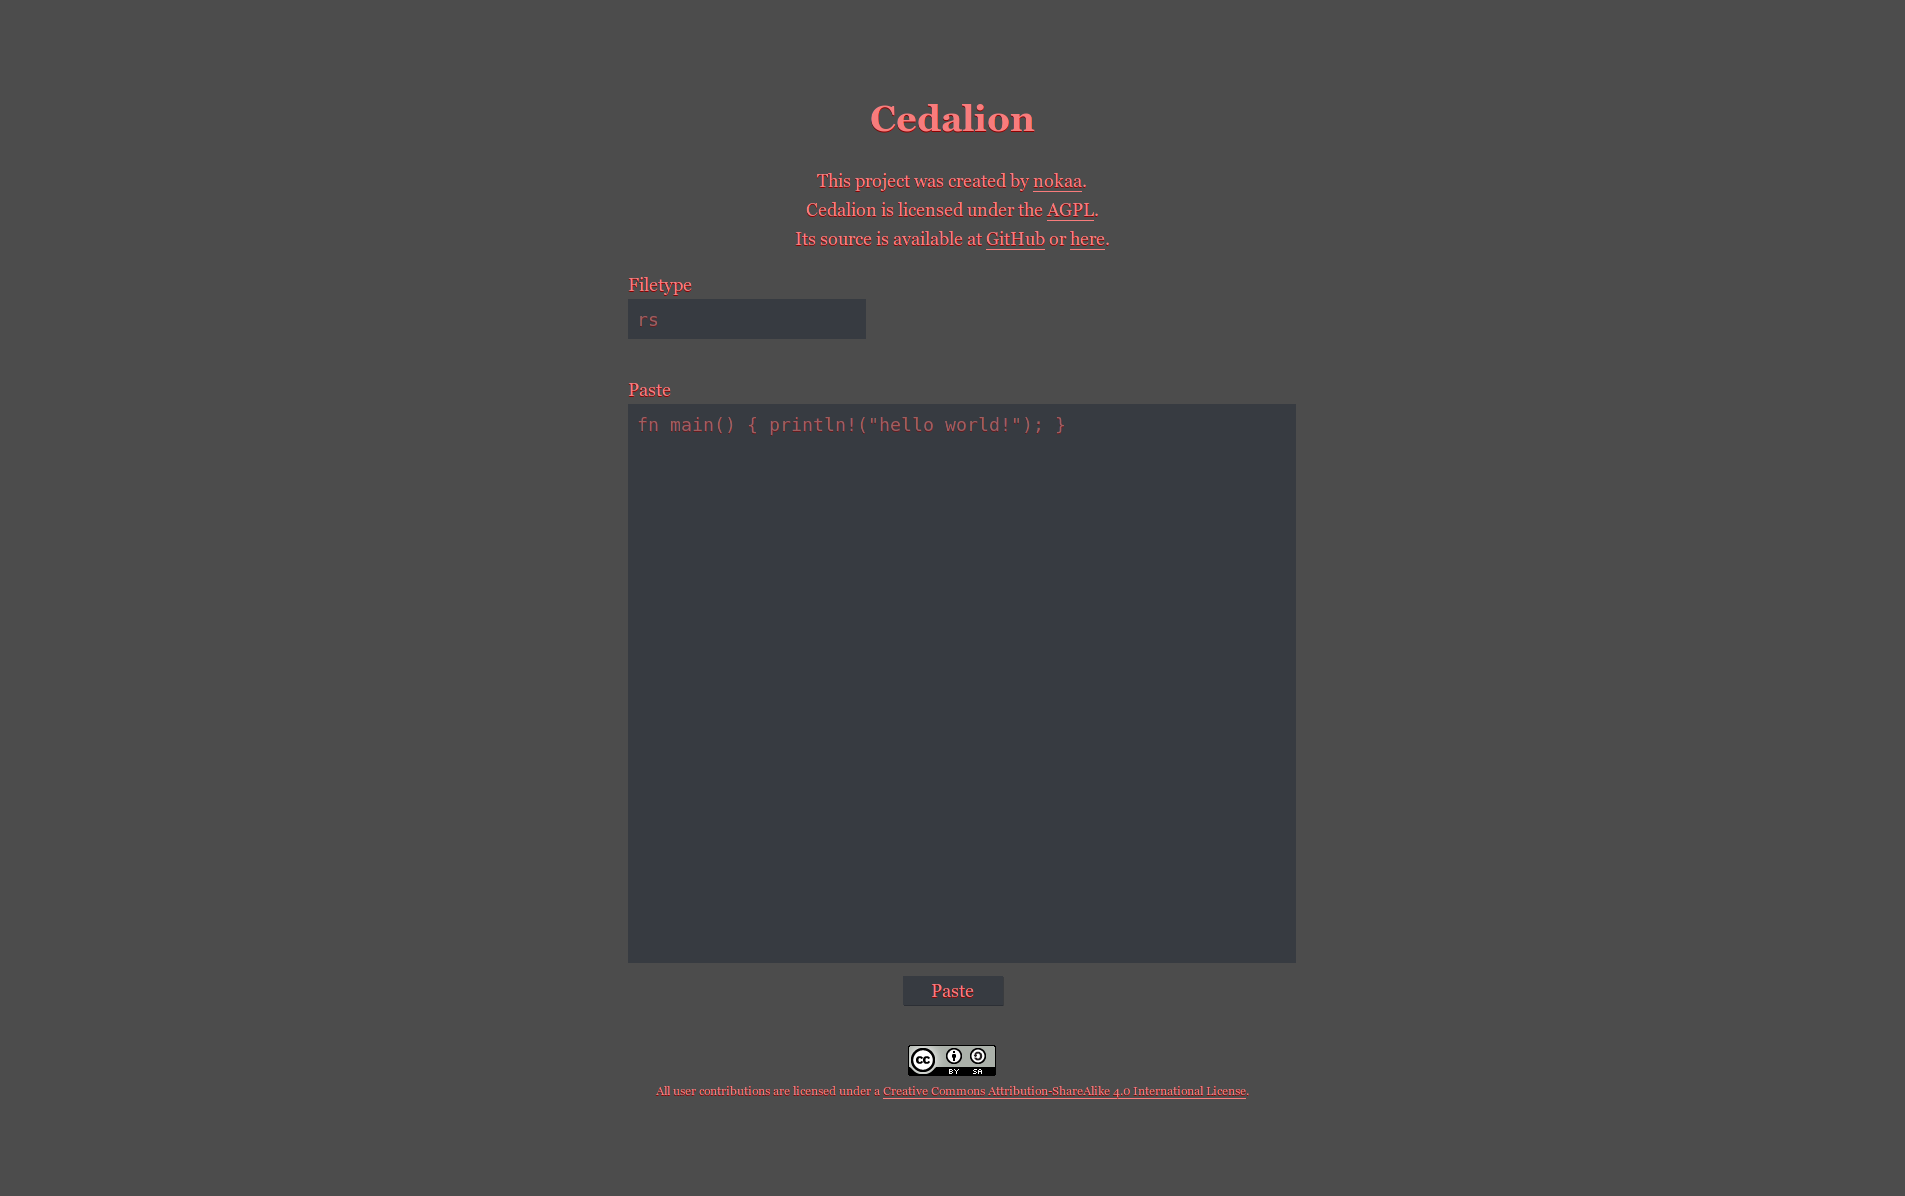 Cedalion
This project was created by nokaa.
Cedalion is licensed under the AGPL.
Its source is available at GitHub or here.
Filetype
rs
Paste
fn main() { println!("hello world!"); }
Paste
cc
BY SA
All user contributions are licensed under a Creative Commons Attribution-ShareAlike 4.0 International License.